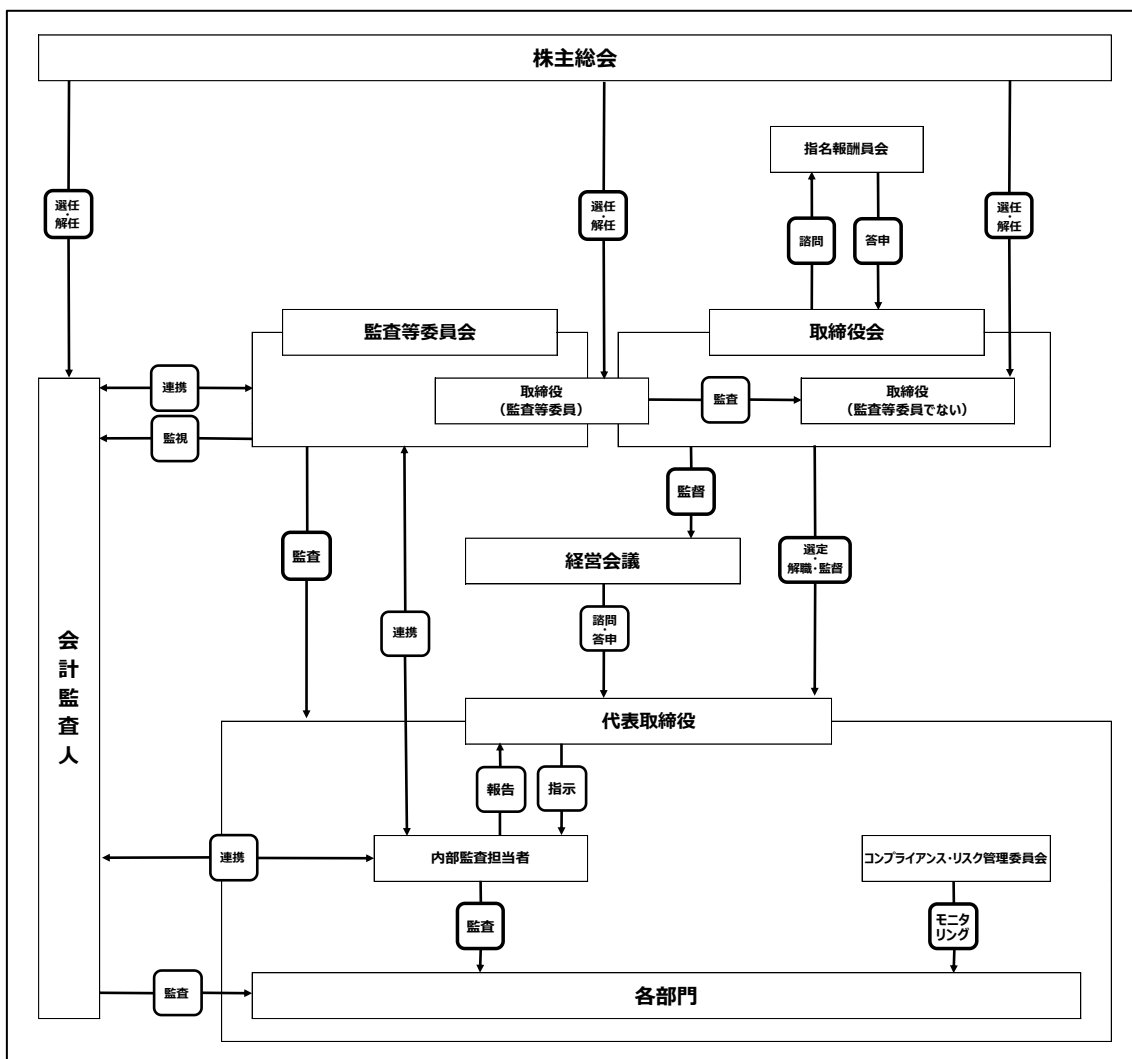 株主総会
指名報酬員会
選任
・
解任
選任
・
解任
選任
・
解任
諮問
答申
監査等委員会
取締役会
連携
取締役
（監査等委員）
監査
取締役
（監査等委員でない）
監視
監督
監査
経営会議
選定
・
解職・監督
連携
諮問
・
答申
会計監査人
代表取締役
報告
指示
連携
内部監査担当者
コンプライアンス・リスク管理委員会
監査
モニタ
リング
監査
各部門